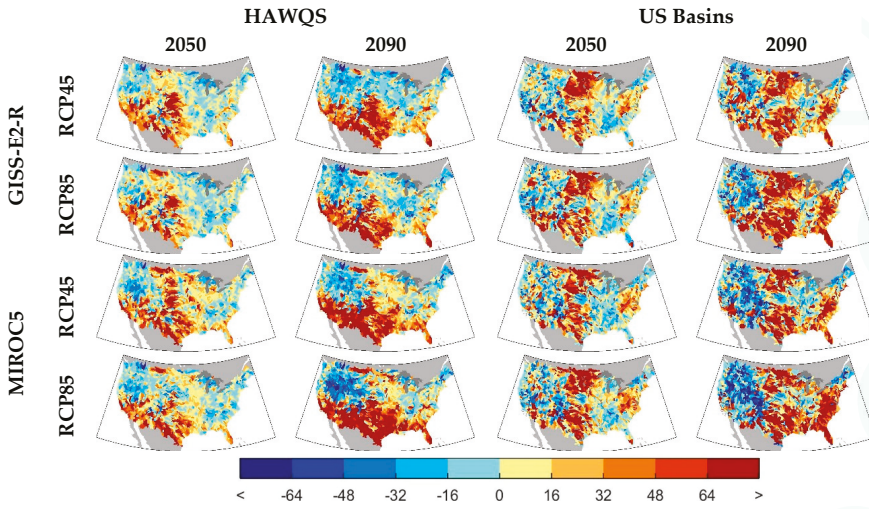 HAWQS US Basins
2050 2090 2050 2090
GISS-E2-R
RCP45
RCP85
MIROC5
RCP45
RCP85
< -64 -48 -32 -16 0 16 32 48 64 >